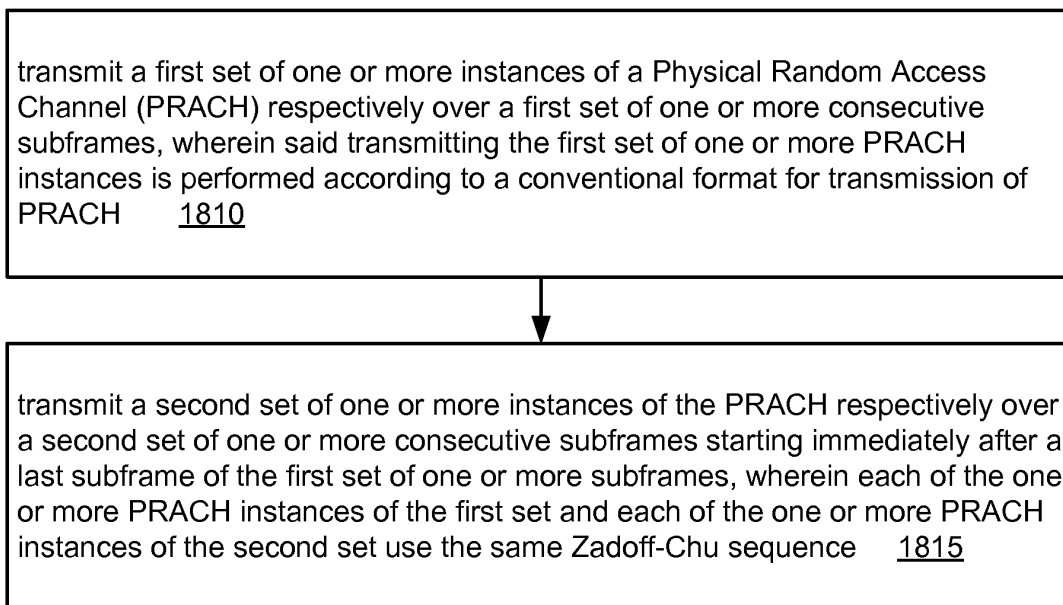 transmit a first set of one or more instances of a Physical Random Access
Channel (PRACH) respectively over a first set of one or more consecutive
subframes, wherein said transmitting the first set of one or more PRACH
instances is performed according to a conventional format for transmission of
PRACH 1810
transmit a second set of one or more instances of the PRACH respectively over
a second set of one or more consecutive subframes starting immediately after a
last subframe of the first set of one or more subframes, wherein each of the one
or more PRACH instances of the first set and each of the one or more PRACH
instances of the second set use the same Zadoff-Chu sequence 1815